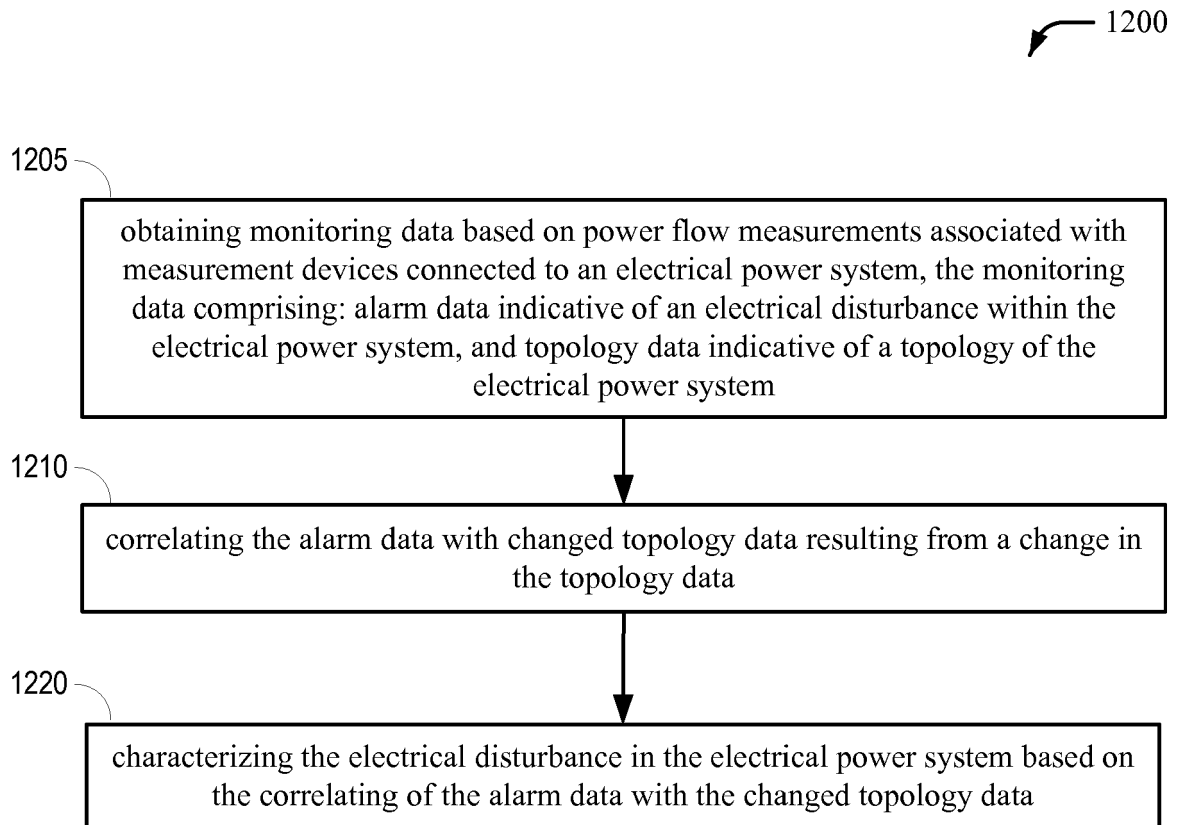 1200
1205
obtaining monitoring data based on power flow measurements associated with
measurement devices connected to an electrical power system, the monitoring
data comprising: alarm data indicative of an electrical disturbance within the
electrical power system, and topology data indicative of a topology of the
electrical power system
1210
correlating the alarm data with changed topology data resulting from a change in
the topology data
1220
characterizing the electrical disturbance in the electrical power system based on
the correlating of the alarm data with the changed topology data